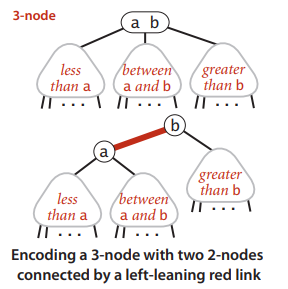 3-node
a b
less
than a
between
a and b
greater
than b
b
a
less
than a
between
a and b
greater
than b
Encoding a 3-node with two 2-nodes
connected by a left-leaning red link